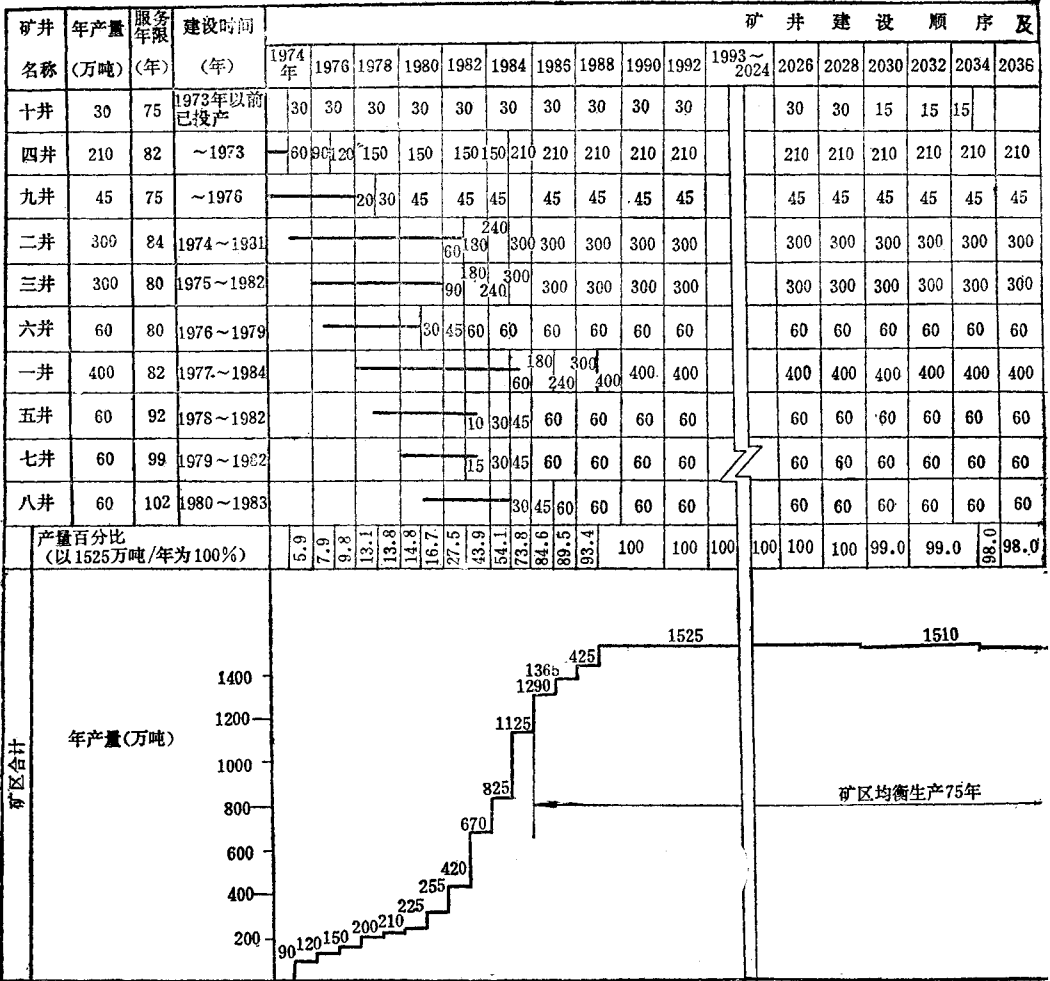 矿井 年产量 服务年限 建设时间 矿井建设顺序及
名称 (万吨) (年) (年) 1974年 1976 1978 1980 1982 1984 1986 1988 1990 1992 1993～2024 2026 2028 2030 2032 2034 2036
十井 30 75 1973年以前已投产 30 30 30 30 30 30 30 30 30 30 30 30 15 15 15
四井 210 82 ～1973 60 90 120 150 150 150 150 210 210 210 210 210 210 210 210 210 210 210
九井 45 75 ～1976 20 30 45 45 45 45 45 45 45 45 45 45 45 45 45
二井 300 84 1974～1931 60 180 240 300 300 300 300 300 300 300 300 300 300 300
三井 300 80 1975～1982 90 180 240 300 300 300 300 300 300 300 300 300 300 300
六井 60 80 1976～1979 30 45 60 60 60 60 60 60 60 60 60 60 60 60
一井 400 82 1977～1984 60 180 240 300 400 400 400 400 400 400 400 400 400
五井 60 92 1978～1982 10 30 45 60 60 60 60 60 60 60 60 60 60
七井 60 99 1979～1982 15 30 45 60 60 60 60 60 60 60 60 60 60
八井 60 102 1980～1983 30 45 60 60 60 60 60 60 60 60 60 60
产量百分比
(以1525万吨/年为100%) 5.9 7.9 9.8 13.1 13.8 14.8 16.7 27.5 43.9 54.1 73.8 84.6 89.5 93.4 100 100 100 100 100 100 99.0 99.0 98.0 98.0
矿区合计
年产量(万吨)
1400
1200
1000
800
600
400
200
90 120 150 200 210 225 255 420 670 825 1125 1290 1365 425 1525 1510
矿区均衡生产75年